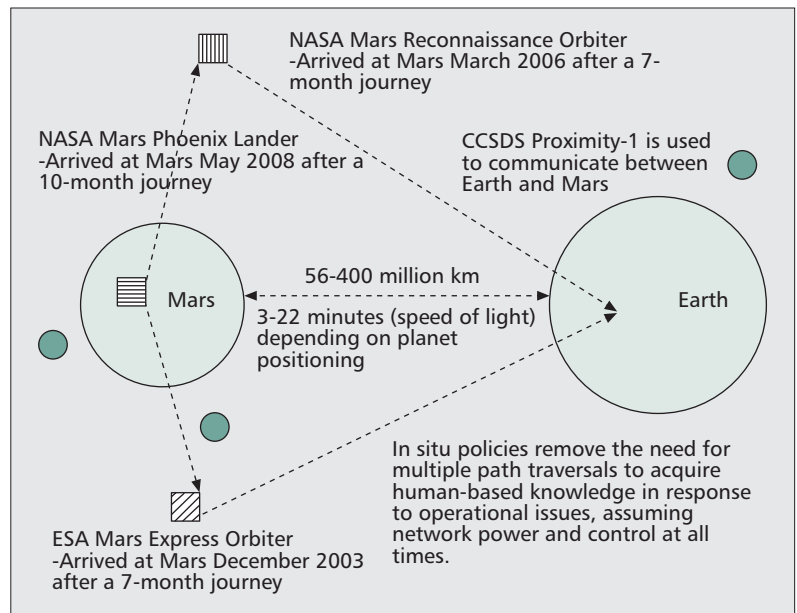 NASA Mars Reconnaissance Orbiter
-Arrived at Mars March 2006 after a 7-
month journey
NASA Mars Phoenix Lander
-Arrived at Mars May 2008 after a
10-month journey
CCSDS Proximity-1 is used
to communicate between
Earth and Mars
56-400 million km
Mars
Earth
3-22 minutes (speed of light)
depending on planet
positioning
In situ policies remove the need for
multiple path traversals to acquire
human-based knowledge in response
to operational issues, assuming
network power and control at all
times.
ESA Mars Express Orbiter
-Arrived at Mars December 2003
after a 7-month journey